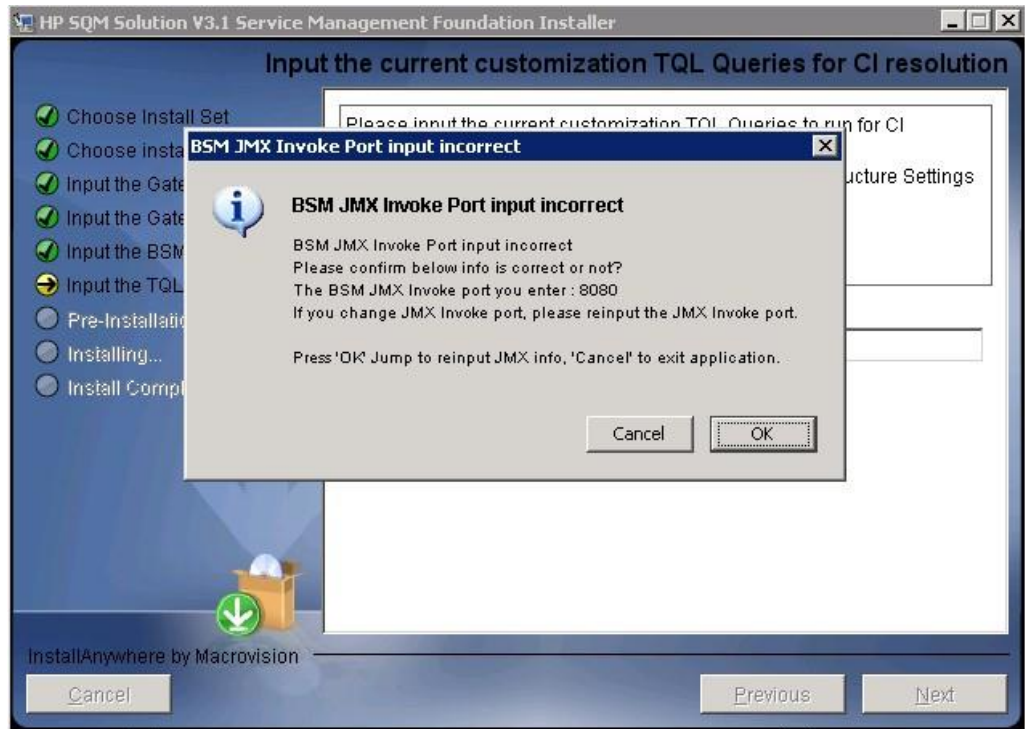 HP SQM Solution V3.1 Service Management Foundation Installer
Input the current customization TQL Queries for CI resolution
Choose Install Set
Choose insta
Input the Gate
Input the Gate
Input the BSM
Input the TQL
Pre-Installatio
Installing...
Install Compl
Please input the current customization TQL Queries to run for CI
ucture Settings
BSM JMX Invoke Port input incorrect
BSM JMX Invoke Port input incorrect
BSM JMX Invoke Port input incorrect
Please confirm below info is correct or not?
The BSM JMX Invoke port you enter : 8080
If you change JMX Invoke port, please reinput the JMX Invoke port.
Press 'OK' Jump to reinput JMX info, 'Cancel' to exit application.
Cancel
OK
InstallAnywhere by Macrovision
Cancel
Previous
Next